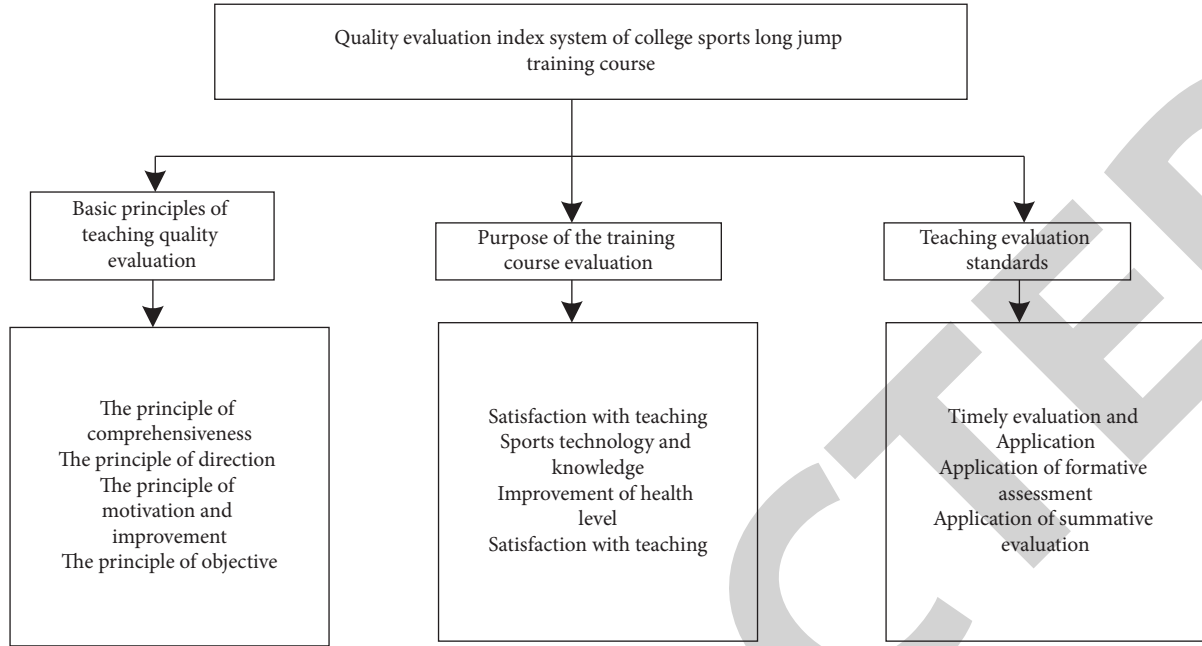 Quality evaluation index system of college sports long jump
training course
Basic principles of
teaching quality
evaluation
Purpose of the training
course evaluation
Teaching evaluation
standards
The principle of
comprehensiveness
The principle of direction
The principle of
motivation and
improvement
The principle of objective
Satisfaction with teaching
Sports technology and
knowledge
Improvement of health
level
Satisfaction with teaching
Timely evaluation and
Application
Application of formative
assessment
Application of summative
evaluation
CTE